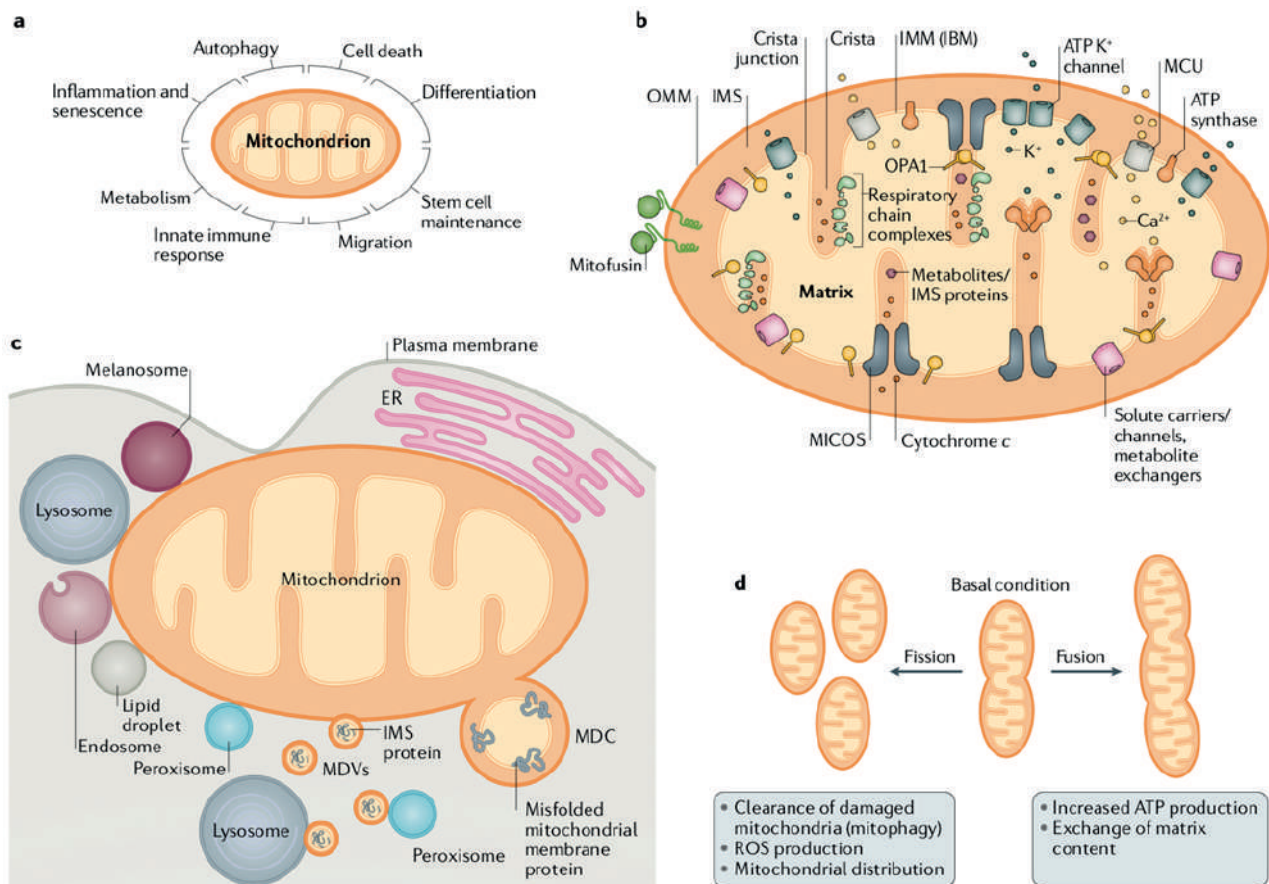 a
Autophagy
Cell death
Inflammation and
senescence
Differentiation
Mitochondrion
Metabolism
Stem cell
maintenance
Innate immune
response
Migration
b
Crista
junction
Crista
IMM (IBM)
ATP K⁺
channel
MCU
OMM
IMS
ATP
synthase
OPA1
K⁺
Respiratory
chain
complexes
Ca²⁺
Mitofusin
Matrix
Metabolites/
IMS proteins
MICOS
Cytochrome c
Solute carriers/
channels,
metabolite
exchangers
c
Plasma membrane
Melanosome
ER
Lysosome
Mitochondrion
Lipid
droplet
Endosome
Peroxisome
IMS
protein
MDVs
MDC
Lysosome
Peroxisome
Misfolded
mitochondrial
membrane
protein
d
Basal condition
Fission
Fusion
• Clearance of damaged
mitochondria (mitophagy)
• ROS production
• Mitochondrial distribution
• Increased ATP production
• Exchange of matrix
content